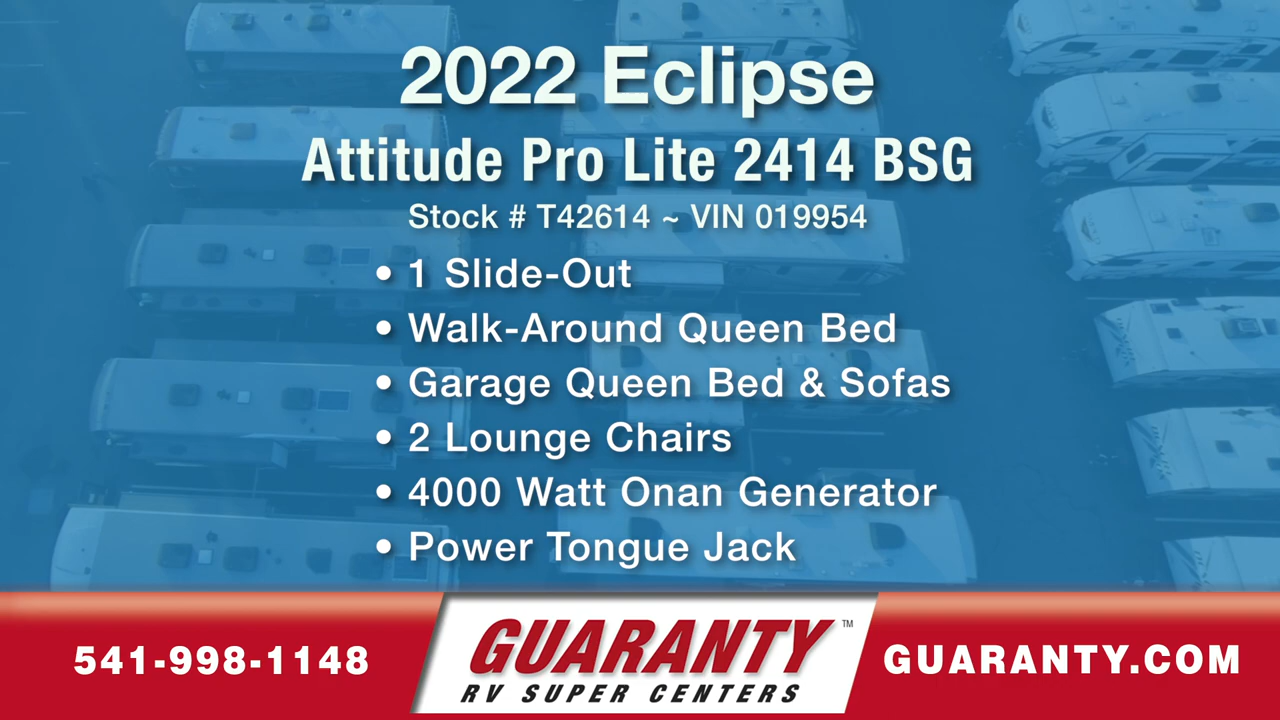 2022 Eclipse
Attitude Pro Lite 2414 BSG
Stock # T42614 ~ VIN 019954
• 1 Slide-Out
• Walk-Around Queen Bed
• Garage Queen Bed & Sofas
• 2 Lounge Chairs
• 4000 Watt Onan Generator
• Power Tongue Jack
541-998-1148
GUARANTY™
RV SUPER CENTERS
GUARANTY.COM